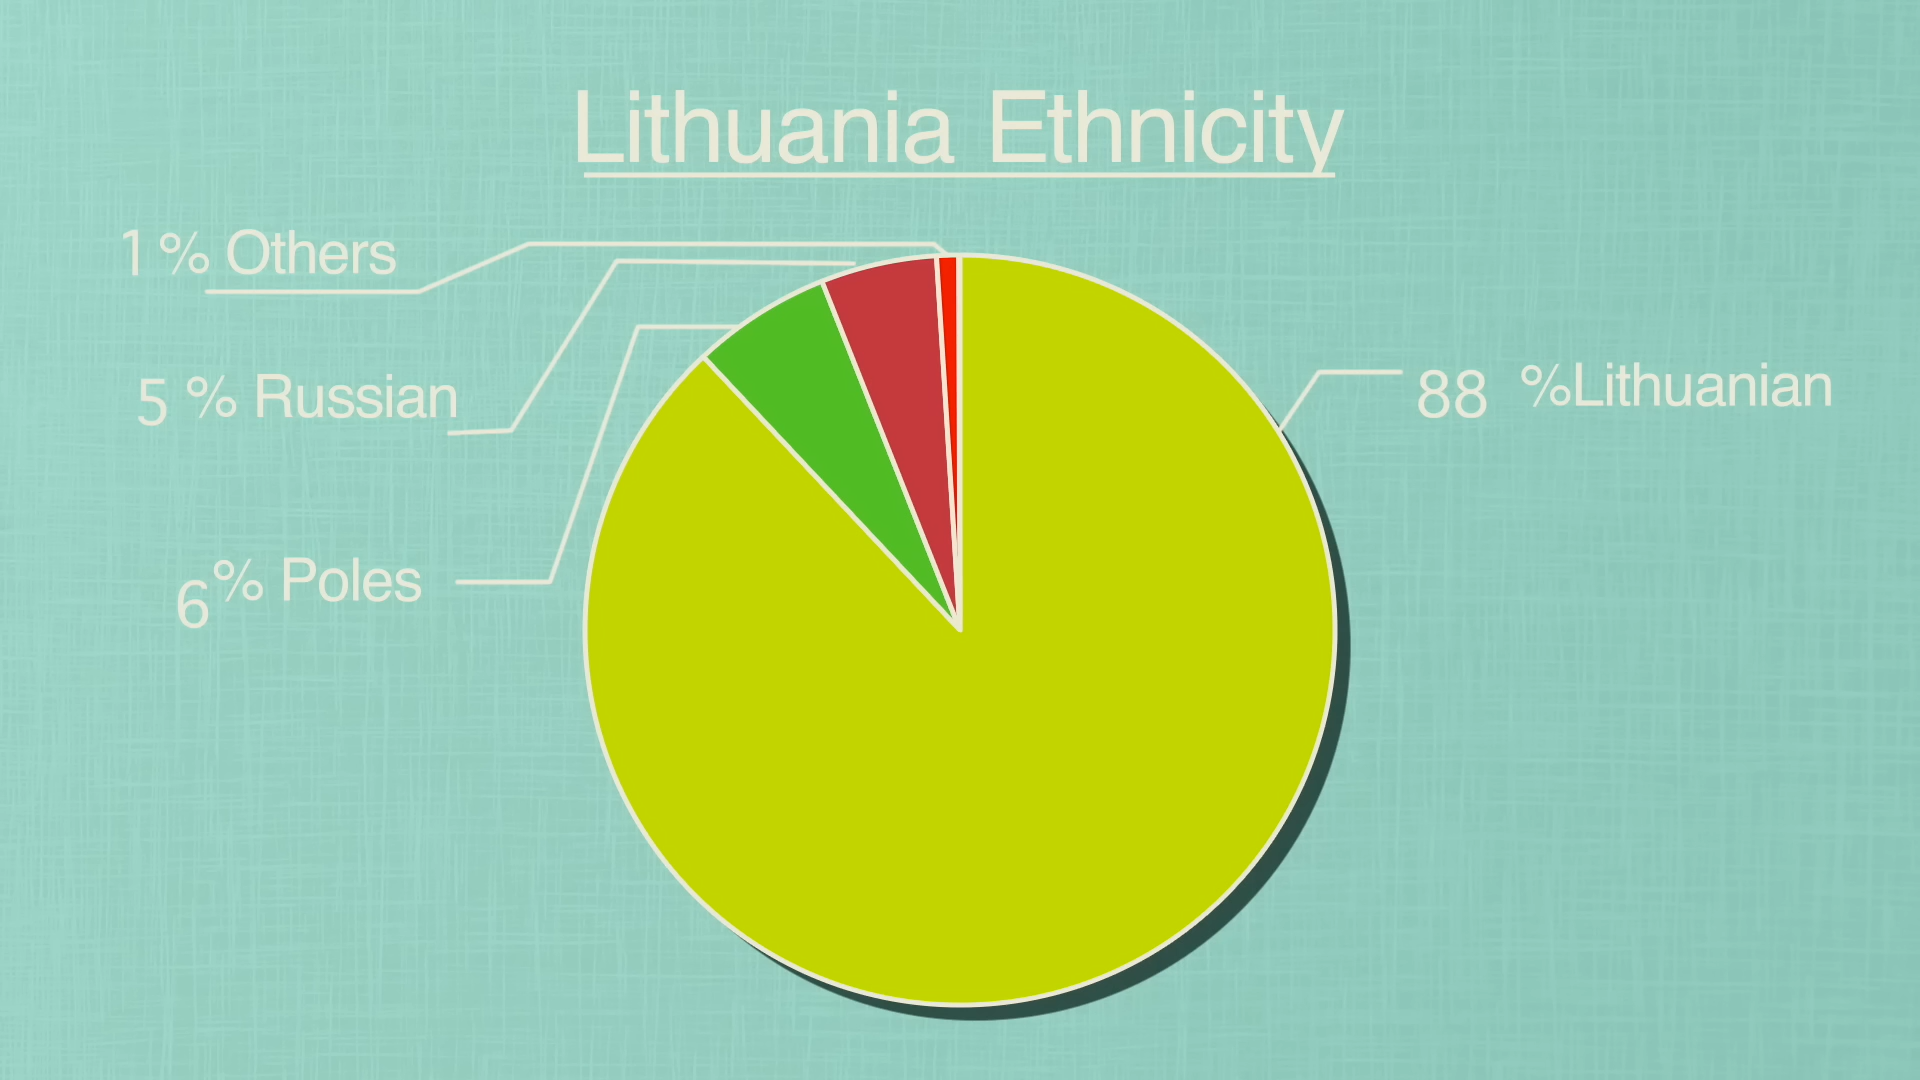 Lithuania Ethnicity
1 % Others
5 % Russian
6 % Poles
88 %Lithuanian